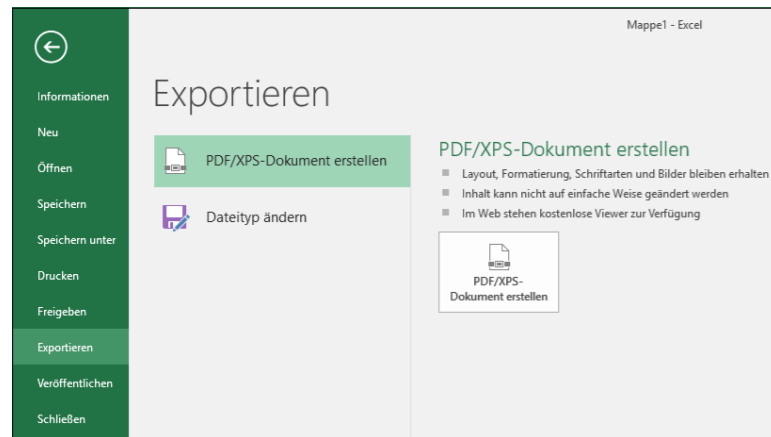 Mappe1 - Excel
Informationen
Neu
Öffnen
Speichern
Speichern unter
Drucken
Freigeben
Exportieren
Veröffentlichen
Schließen
Exportieren
PDF/XPS-Dokument erstellen
Dateityp ändern
PDF/XPS-Dokument erstellen
Layout, Formatierung, Schriftarten und Bilder bleiben erhalten
Inhalt kann nicht auf einfache Weise geändert werden
Im Web stehen kostenlose Viewer zur Verfügung
PDF/XPS-
Dokument erstellen